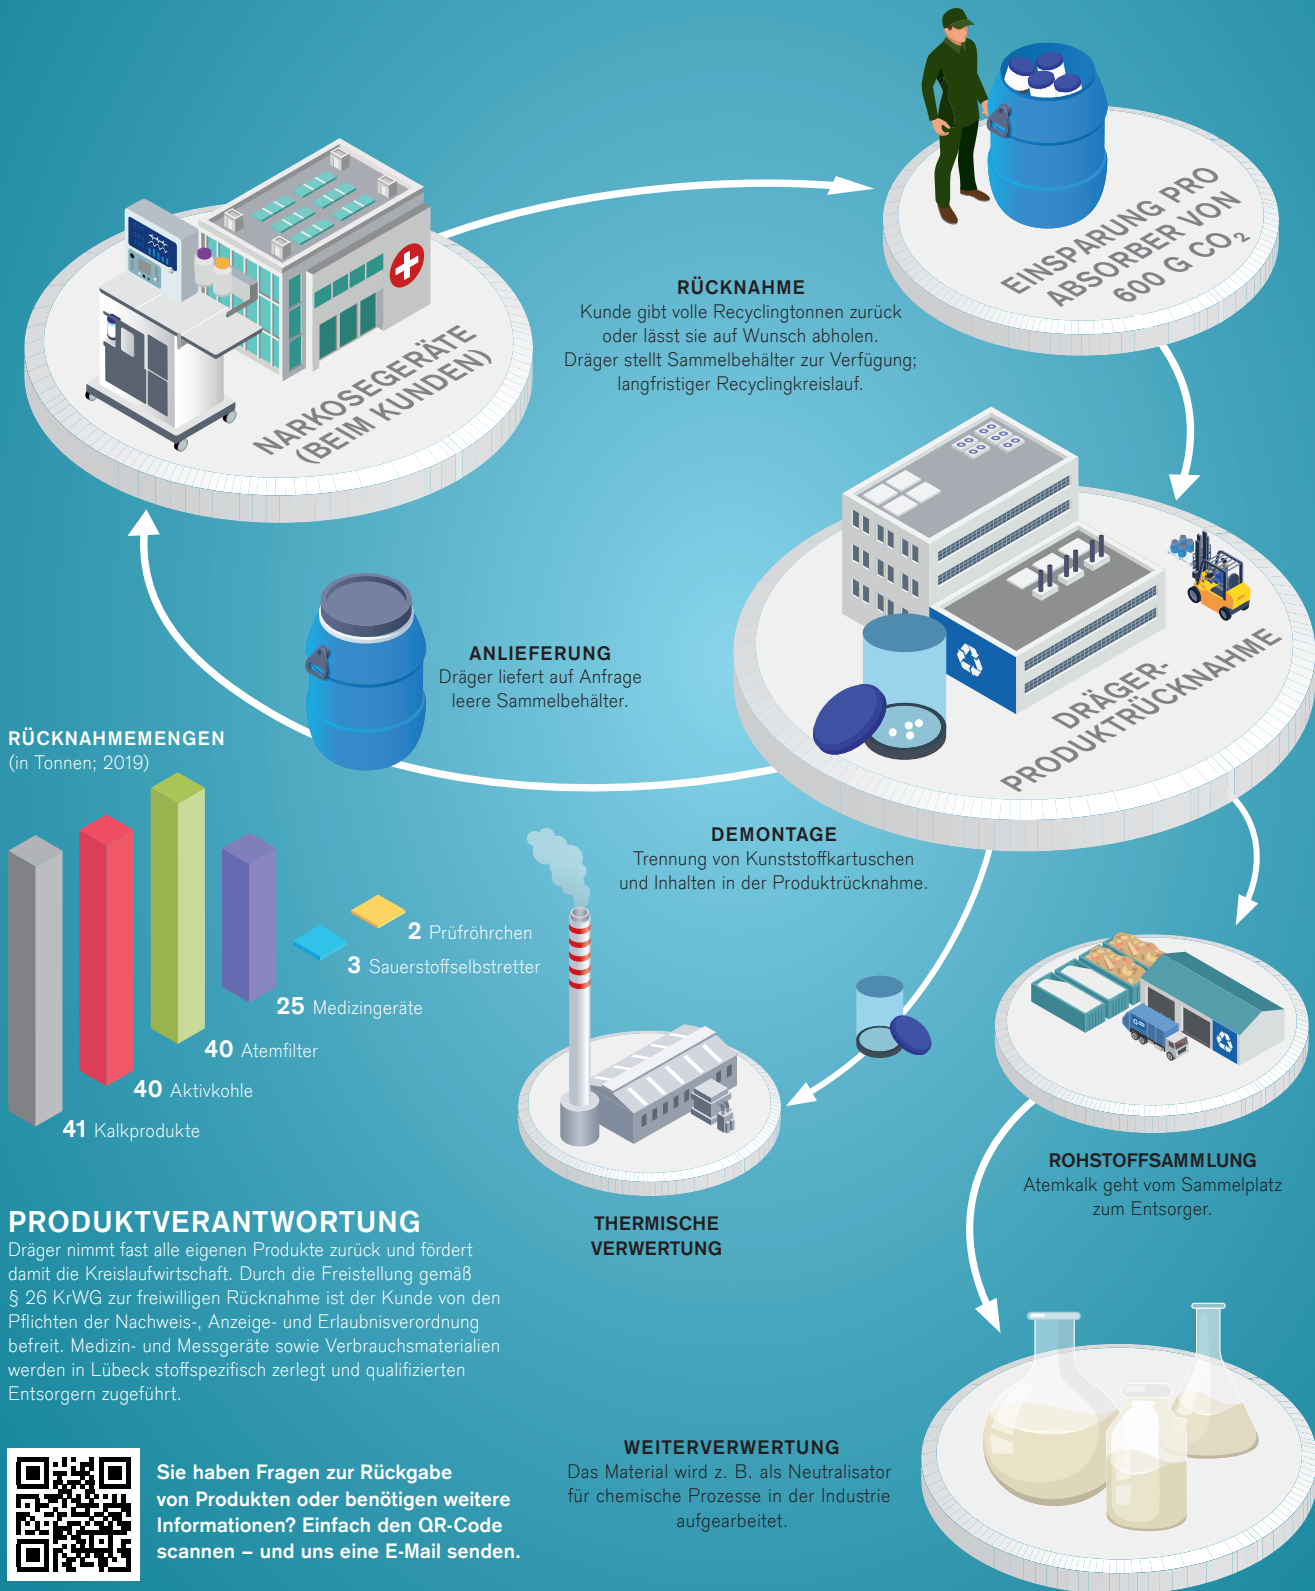 EINSPARUNG PRO
ABSORBER VON
600 G CO₂
NARKOSEGERÄTE
(BEIM KUNDEN)
RÜCKNAHME
Kunde gibt volle Recyclingtonnen zurück
oder lässt sie auf Wunsch abholen.
Dräger stellt Sammelbehälter zur Verfügung;
langfristiger Recyclingkreislauf.
DRÄGER-
PRODUKTRÜCKNAHME
ANLIEFERUNG
Dräger liefert auf Anfrage
leere Sammelbehälter.
RÜCKNAHMEMENGEN
(in Tonnen; 2019)
2 Prüfröhrchen
3 Sauerstoffselbstretter
25 Medizingeräte
40 Atemfilter
40 Aktivkohle
41 Kalkprodukte
DEMONTAGE
Trennung von Kunststoffkartuschen
und Inhalten in der Produktrücknahme.
THERMISCHE
VERWERTUNG
ROHSTOFFSAMMLUNG
Atemkalk geht vom Sammelplatz
zum Entsorger.
PRODUKTVERANTWORTUNG
Dräger nimmt fast alle eigenen Produkte zurück und fördert
damit die Kreislaufwirtschaft. Durch die Freistellung gemäß
§ 26 KrWG zur freiwilligen Rücknahme ist der Kunde von den
Pflichten der Nachweis-, Anzeige- und Erlaubnisverordnung
befreit. Medizin- und Messgeräte sowie Verbrauchsmaterialien
werden in Lübeck stoffspezifisch zerlegt und qualifizierten
Entsorgern zugeführt.
WEITERVERWERTUNG
Das Material wird z. B. als Neutralisator
für chemische Prozesse in der Industrie
aufgearbeitet.
Sie haben Fragen zur Rückgabe
von Produkten oder benötigen weitere
Informationen? Einfach den QR-Code
scannen – und uns eine E-Mail senden.